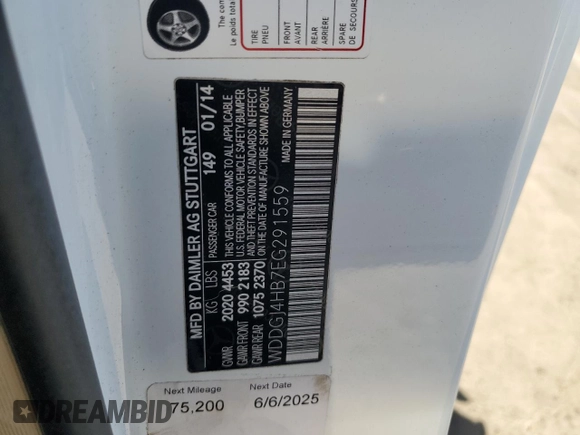 The com
Le poids total
TIRE
PNEU
FRONT
AVANT
REAR
ARRIÈRE
SPARE
DE SECOURS
MFD BY DAIMLER AG STUTTGART
KG LBS PASSENGER CAR 149 01/14
GVWR 2020 4453 THIS VEHICLE CONFORMS TO ALL APPLICABLE
GAWR FRONT 990 2183 U.S. FEDERAL MOTOR VEHICLE SAFETY/BUMPER
GAWR REAR 1075 2370 AND THEFT PREVENTION STANDARDS IN EFFECT
ON THE DATE OF MANUFACTURE SHOWN ABOVE
WDDGJ4HB7EG291559 MADE IN GERMANY
Next Mileage Next Date
75,200 6/6/2025
DREAMBID